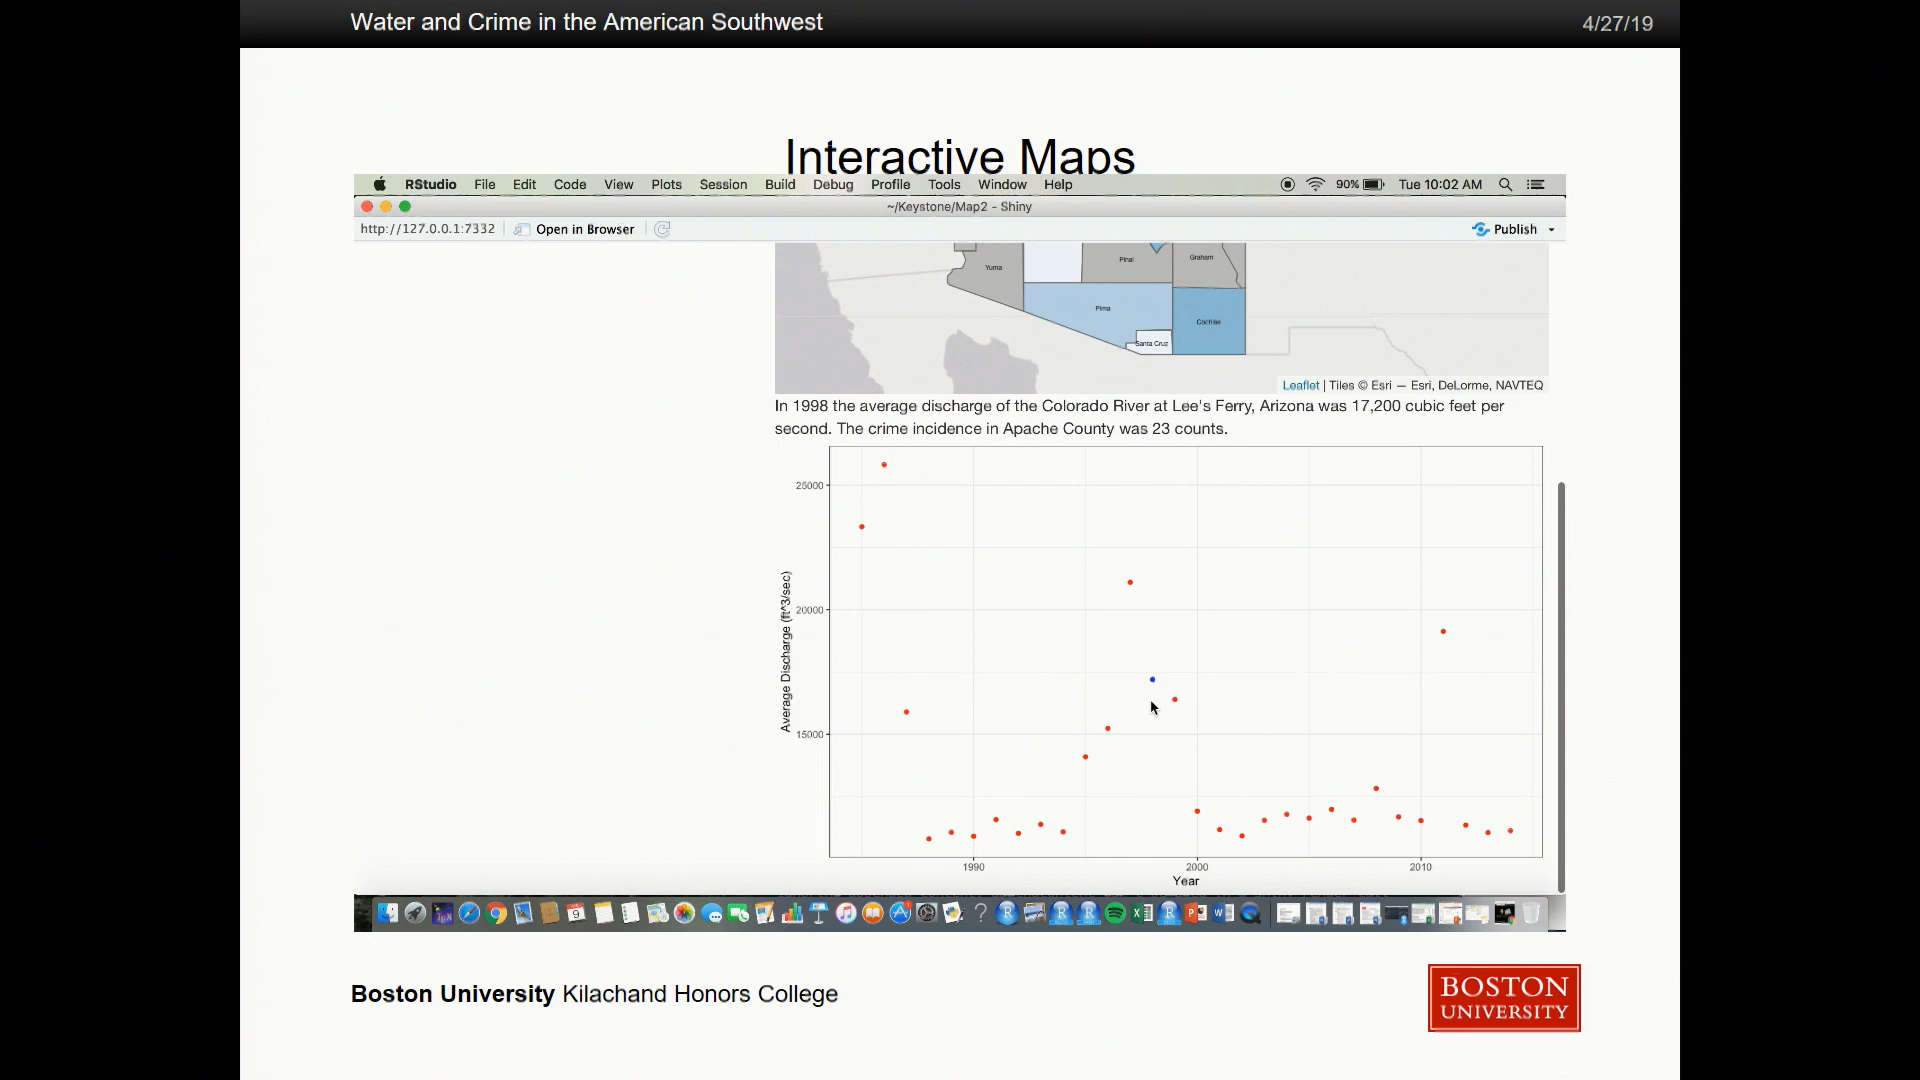 Water and Crime in the American Southwest
4/27/19
Interactive Maps
RStudio File Edit Code View Plots Session Build Debug Profile Tools Window Help
90% Tue 10:02 AM
~/Keystone/Map2 - Shiny
http://127.0.0.1:7332 Open in Browser
Publish
Yuma
Pinal
Graham
Pima
Cochise
Santa Cruz
Leaflet | Tiles © Esri — Esri, DeLorme, NAVTEQ
In 1998 the average discharge of the Colorado River at Lee's Ferry, Arizona was 17,200 cubic feet per
second. The crime incidence in Apache County was 23 counts.
25000
20000
15000
Average Discharge (ft^3/sec)
1990 2000 2010
Year
9
Boston University Kilachand Honors College
BOSTON
UNIVERSITY